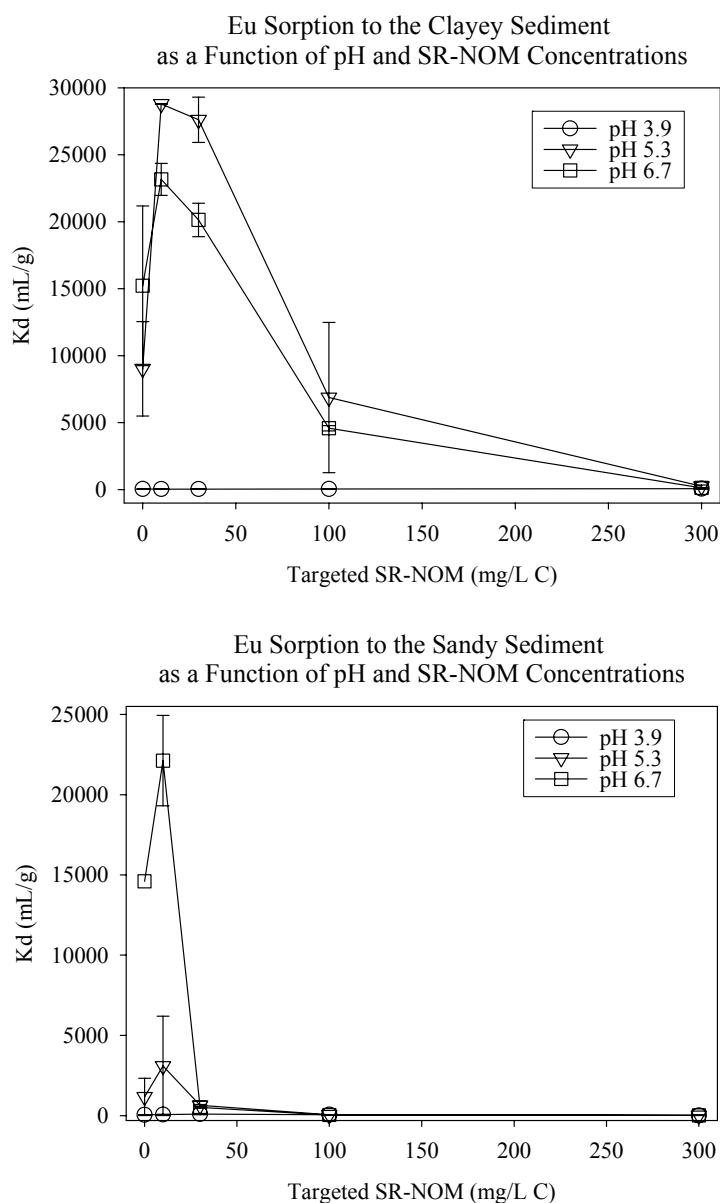 Eu Sorption to the Clayey Sediment
as a Function of pH and SR-NOM Concentrations
30000
25000
20000
15000
10000
5000
0
Kd (mL/g)
pH 3.9
pH 5.3
pH 6.7
0 50 100 150 200 250 300
Targeted SR-NOM (mg/L C)
Eu Sorption to the Sandy Sediment
as a Function of pH and SR-NOM Concentrations
25000
20000
15000
10000
5000
0
Kd (mL/g)
pH 3.9
pH 5.3
pH 6.7
0 50 100 150 200 250 300
Targeted SR-NOM (mg/L C)